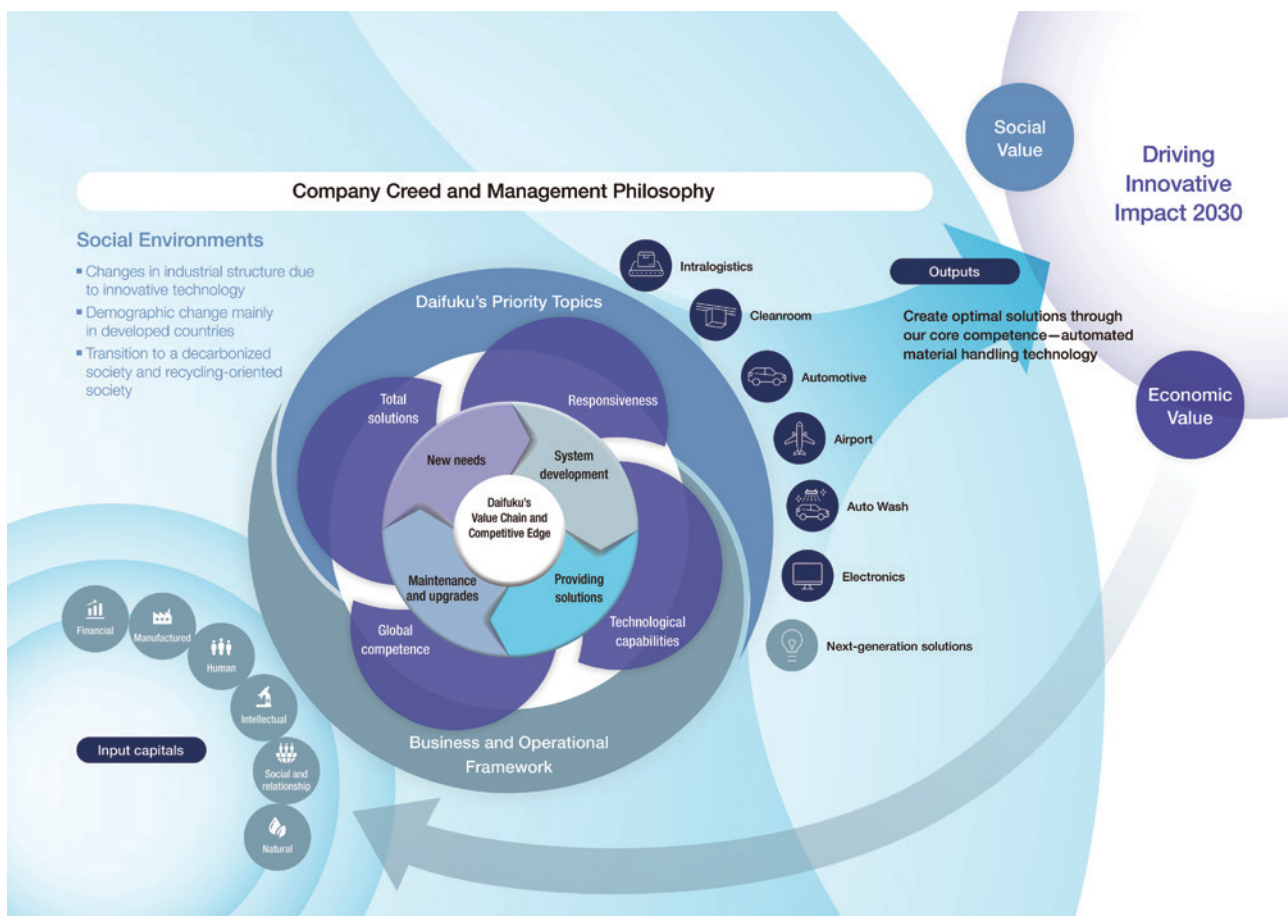 Social
Value
Driving
Innovative
Impact 2030
Company Creed and Management Philosophy
Social Environments
▪ Changes in industrial structure due
to innovative technology
▪ Demographic change mainly
in developed countries
▪ Transition to a decarbonized
society and recycling-oriented
society
Daifuku's Priority Topics
Total
solutions
Responsiveness
New needs
System
development
Daifuku's
Value Chain and
Competitive Edge
Maintenance
and upgrades
Providing
solutions
Global
competence
Technological
capabilities
Business and Operational
Framework
Intralogistics
Cleanroom
Automotive
Airport
Auto Wash
Electronics
Next-generation solutions
Outputs
Create optimal solutions through
our core competence—automated
material handling technology
Economic
Value
Financial
Manufactured
Human
Intellectual
Social and
relationship
Natural
Input capitals